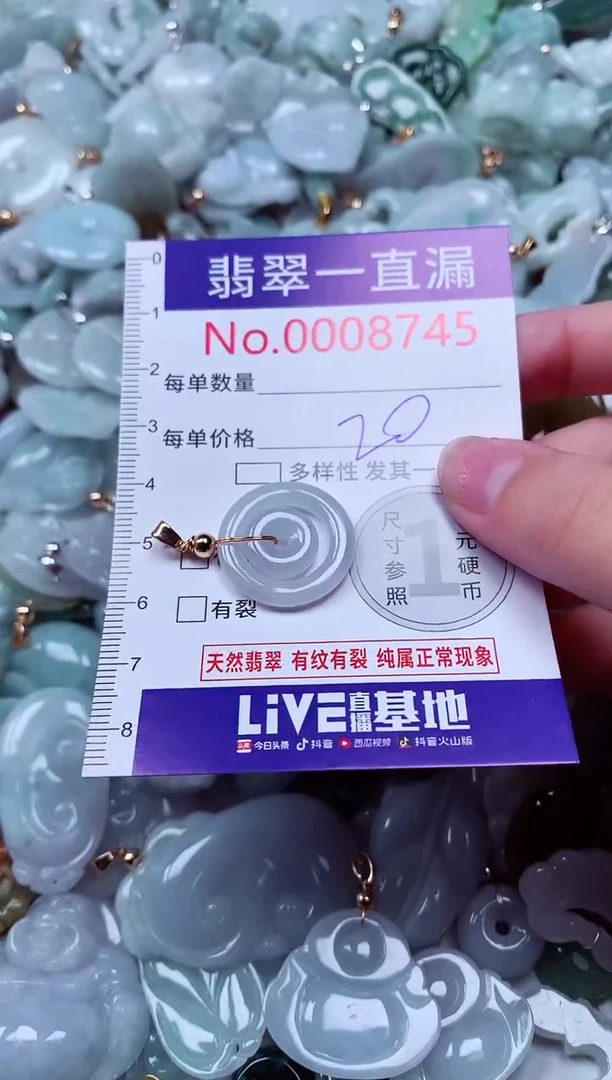 0
1
2
3
4
5
6
7
8
翡翠一直漏
No.0008745
每单数量
每单价格 20
多样性 发其一
有裂
尺寸参照
1
元硬币
天然翡翠 有纹有裂 纯属正常现象
LiVE直播基地
头条 今日头条 抖音 西瓜视频 抖音火山版